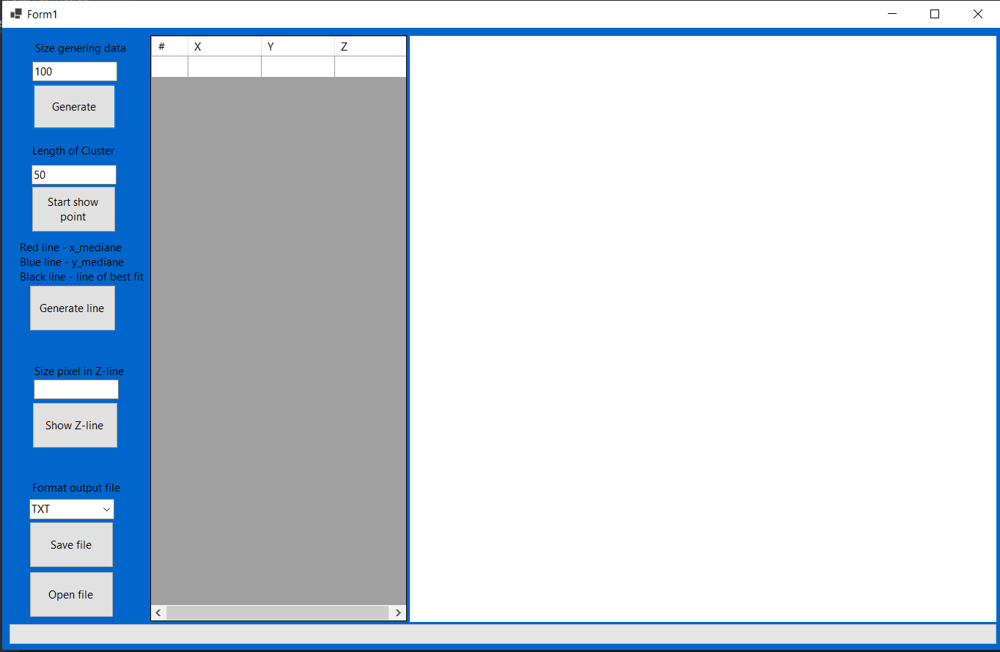 Form1
Size genering data
100
Generate
Length of Cluster
50
Start show
point
Red line - x_mediane
Blue line - y_mediane
Black line - line of best fit
Generate line
Size pixel in Z-line
Show Z-line
Format output file
TXT
Save file
Open file
# X Y Z